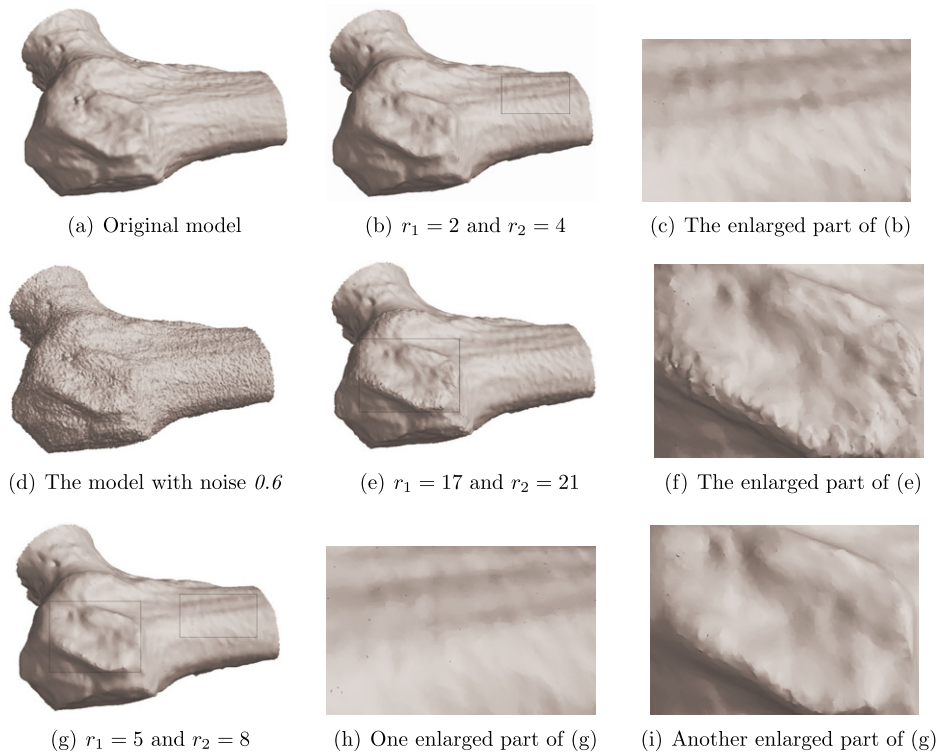 (a) Original model
(b) r₁ = 2 and r₂ = 4
(c) The enlarged part of (b)
(d) The model with noise 0.6
(e) r₁ = 17 and r₂ = 21
(f) The enlarged part of (e)
(g) r₁ = 5 and r₂ = 8
(h) One enlarged part of (g)
(i) Another enlarged part of (g)